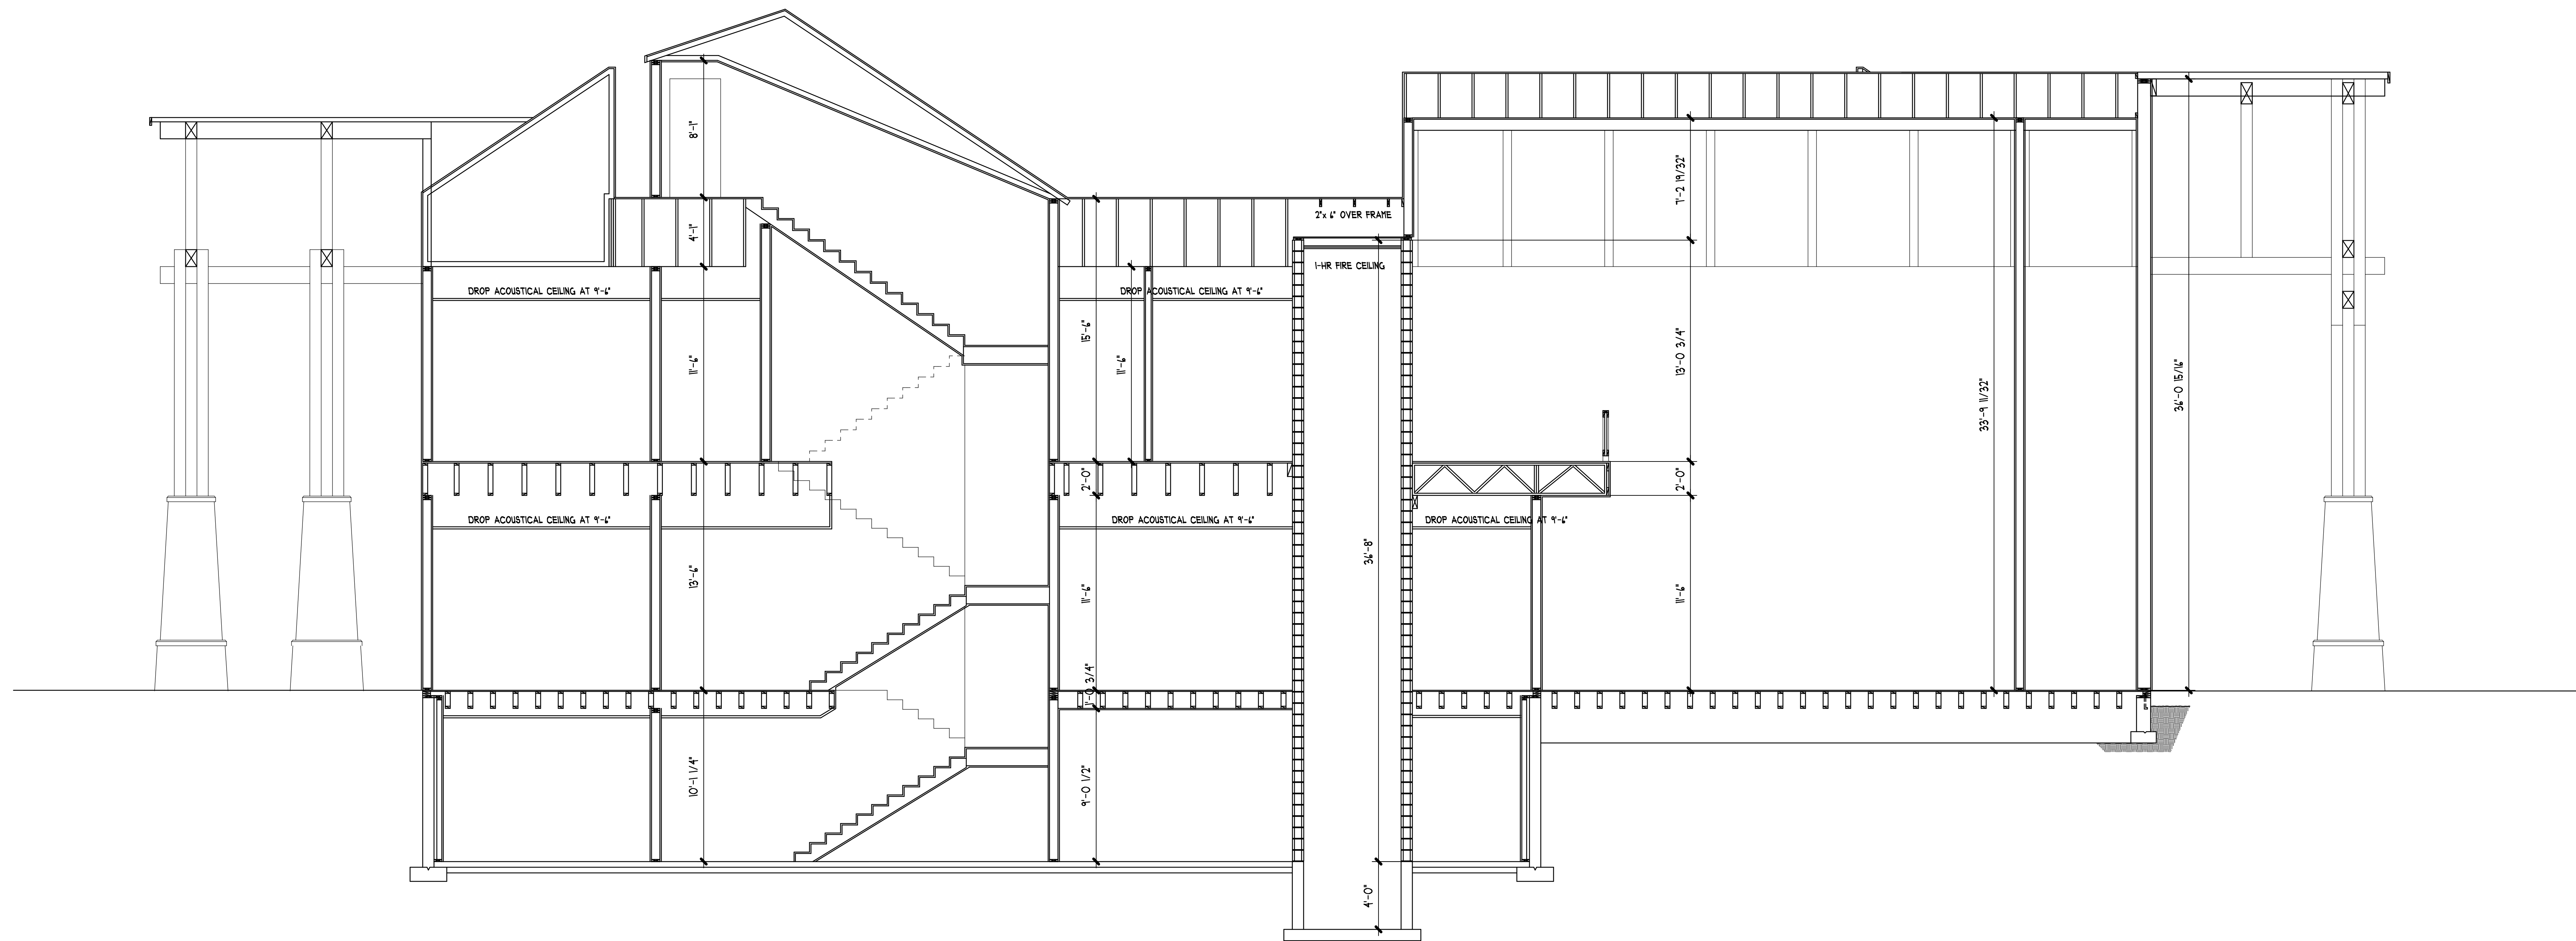 8'-1"
4'-1"
11'-6"
13'-6"
10'-1 1/4"
DROP ACOUSTICAL CEILING AT 9'-6"
DROP ACOUSTICAL CEILING AT 9'-6"
2"x 6" OVER FRAME
1-HR FIRE CEILING
DROP ACOUSTICAL CEILING AT 9'-6"
15'-6"
11'-6"
2'-0"
DROP ACOUSTICAL CEILING AT 9'-6"
11'-6"
1'-0 3/4"
9'-0 1/2"
36'-8"
4'-0"
DROP ACOUSTICAL CEILING AT 9'-6"
7'-2 19/32"
13'-0 3/4"
2'-0"
11'-6"
33'-9 11/32"
36'-0 15/16"